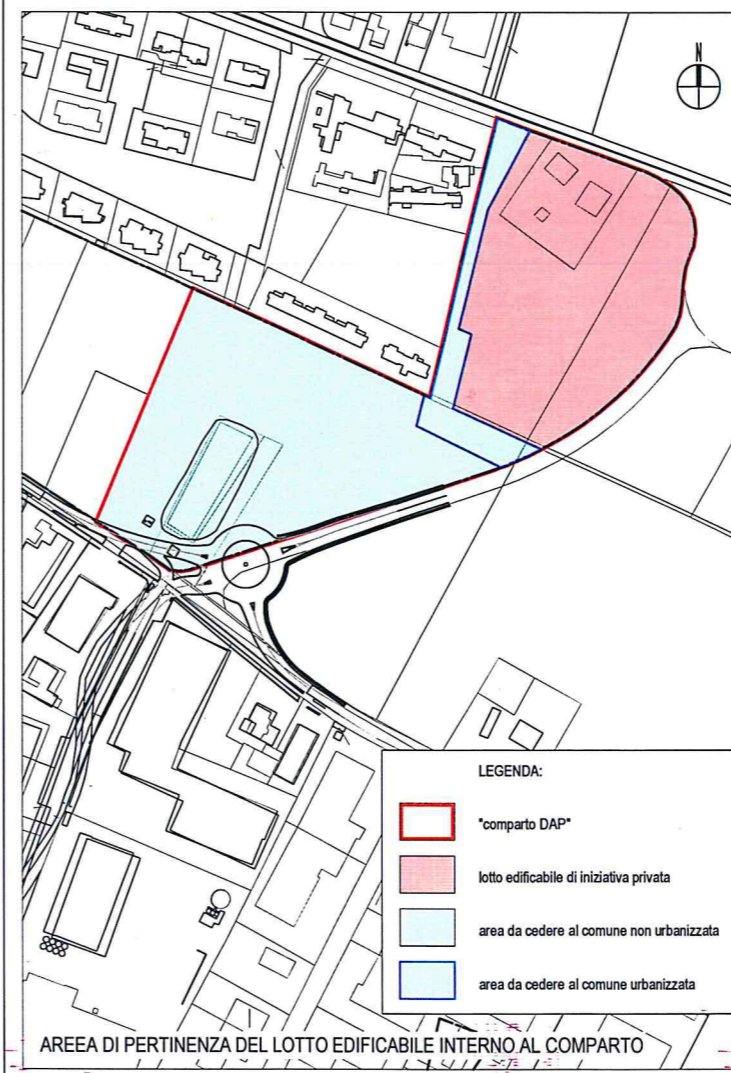 N
LEGENDA:
"comparto DAP"
lotto edificabile di iniziativa privata
area da cedere al comune non urbanizzata
area da cedere al comune urbanizzata
AREEA DI PERTINENZA DEL LOTTO EDIFICABILE INTERNO AL COMPARTO